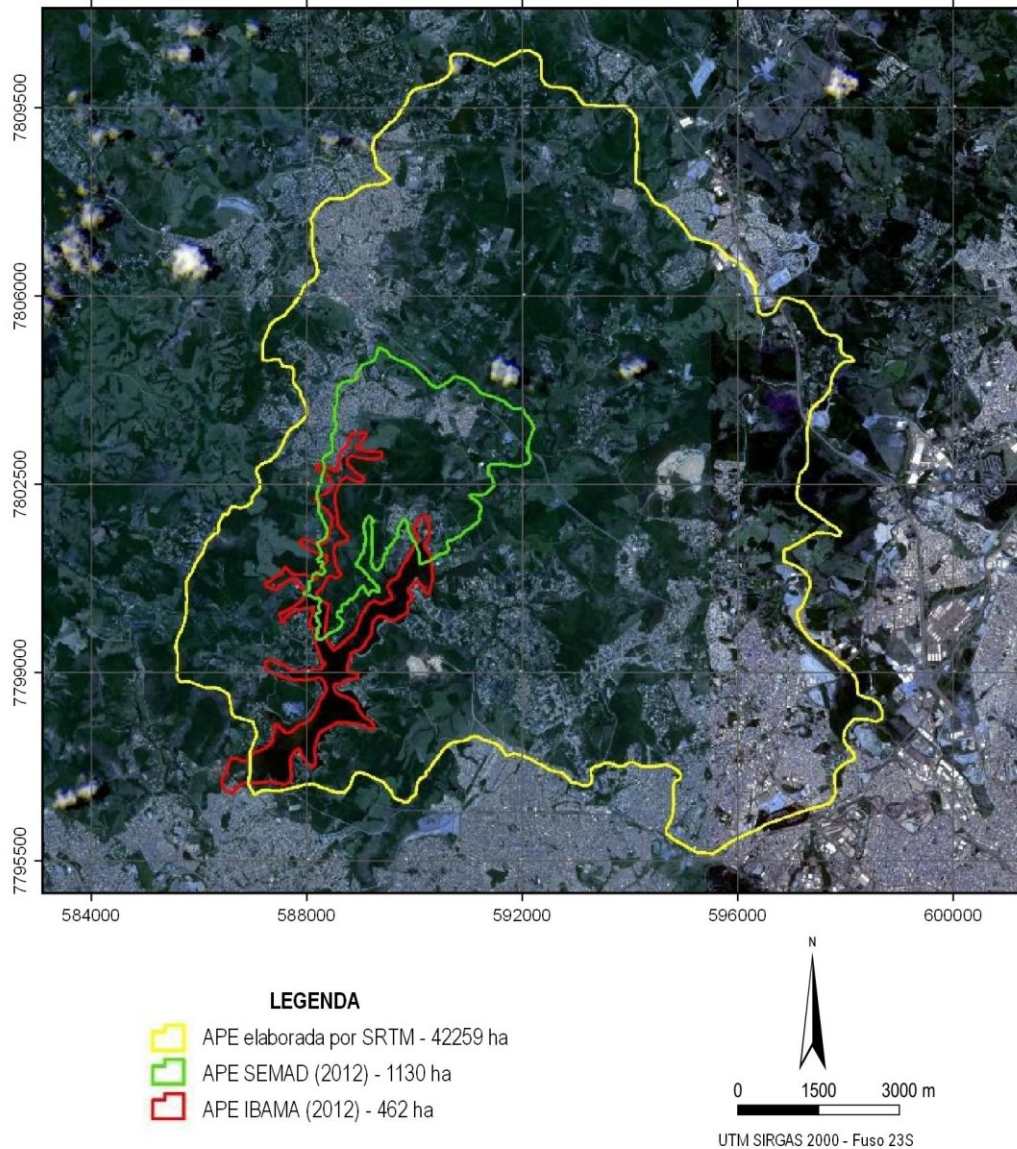 7809500
7806000
7802500
7799000
7795500
584000 588000 592000 596000 600000
N
LEGENDA
APE elaborada por SRTM - 42259 ha
APE SEMAD (2012) - 1130 ha
APE IBAMA (2012) - 462 ha
0 1500 3000 m
UTM SIRGAS 2000 - Fuso 23S